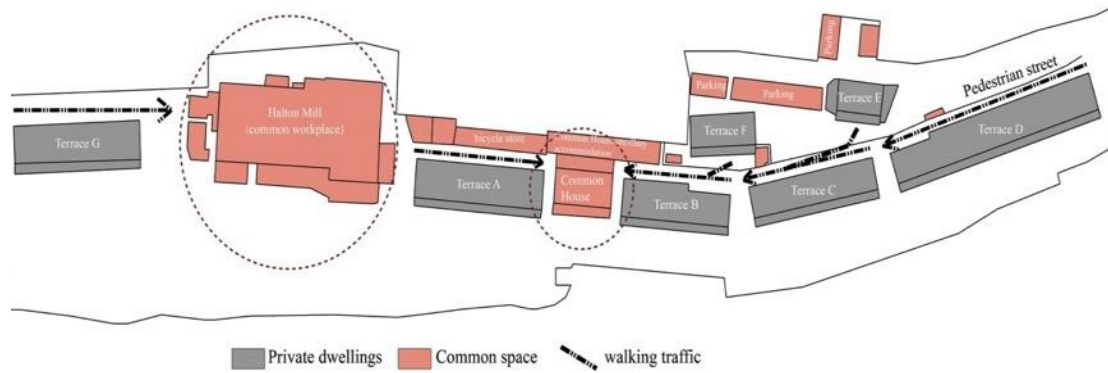 Parking
Parking
Parking
Terrace E
Pedestrian street
Halton Mill
(common workplace)
Terrace G
bicycle store
Terrace F
Terrace D
Terrace A
Common
House
Terrace B
Terrace C
accommodation
Private dwellings
Common space
walking traffic